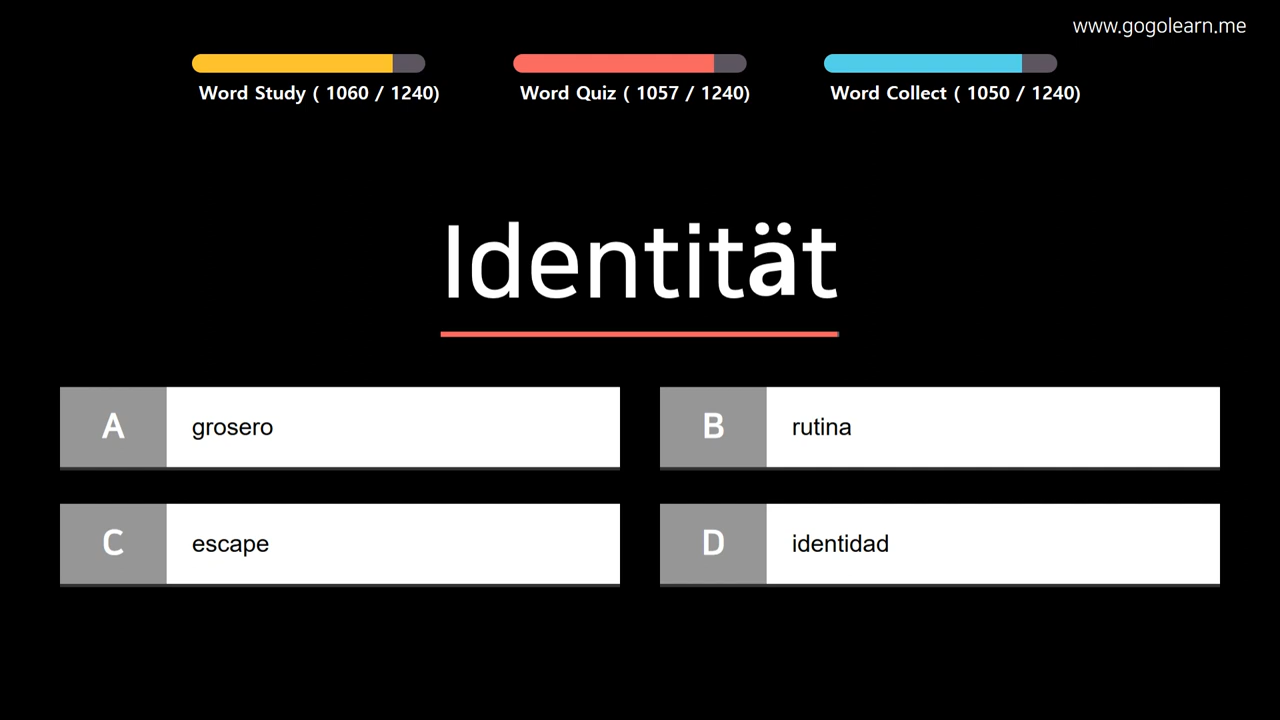 www.gogolearn.me
Word Study ( 1060 / 1240)
Word Quiz ( 1057 / 1240)
Word Collect ( 1050 / 1240)
Identität
A grosero
B rutina
C escape
D identidad